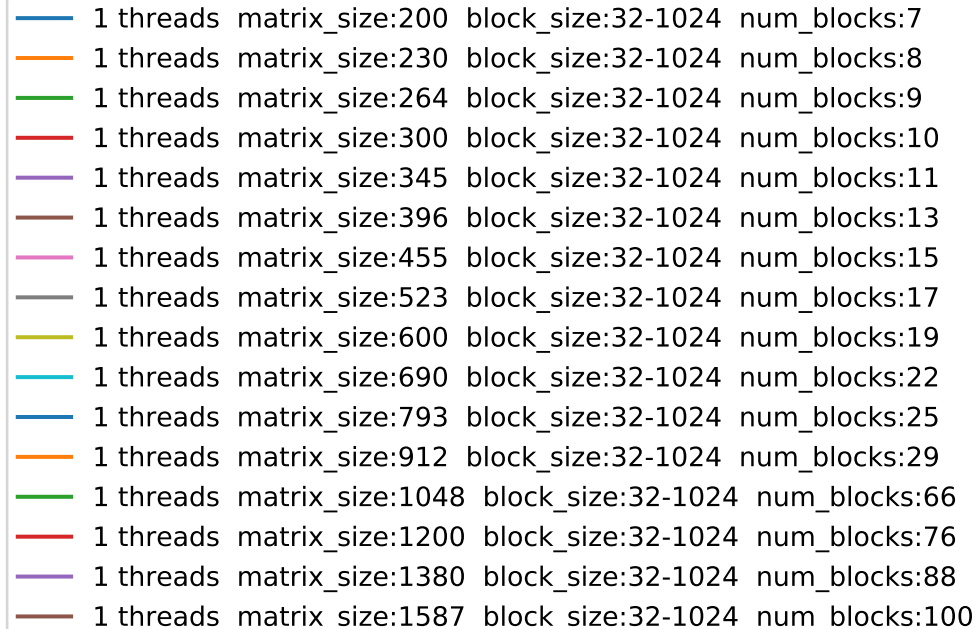 1 threads matrix_size:200 block_size:32-1024 num_blocks:7
1 threads matrix_size:230 block_size:32-1024 num_blocks:8
1 threads matrix_size:264 block_size:32-1024 num_blocks:9
1 threads matrix_size:300 block_size:32-1024 num_blocks:10
1 threads matrix_size:345 block_size:32-1024 num_blocks:11
1 threads matrix_size:396 block_size:32-1024 num_blocks:13
1 threads matrix_size:455 block_size:32-1024 num_blocks:15
1 threads matrix_size:523 block_size:32-1024 num_blocks:17
1 threads matrix_size:600 block_size:32-1024 num_blocks:19
1 threads matrix_size:690 block_size:32-1024 num_blocks:22
1 threads matrix_size:793 block_size:32-1024 num_blocks:25
1 threads matrix_size:912 block_size:32-1024 num_blocks:29
1 threads matrix_size:1048 block_size:32-1024 num_blocks:66
1 threads matrix_size:1200 block_size:32-1024 num_blocks:76
1 threads matrix_size:1380 block_size:32-1024 num_blocks:88
1 threads matrix_size:1587 block_size:32-1024 num_blocks:100